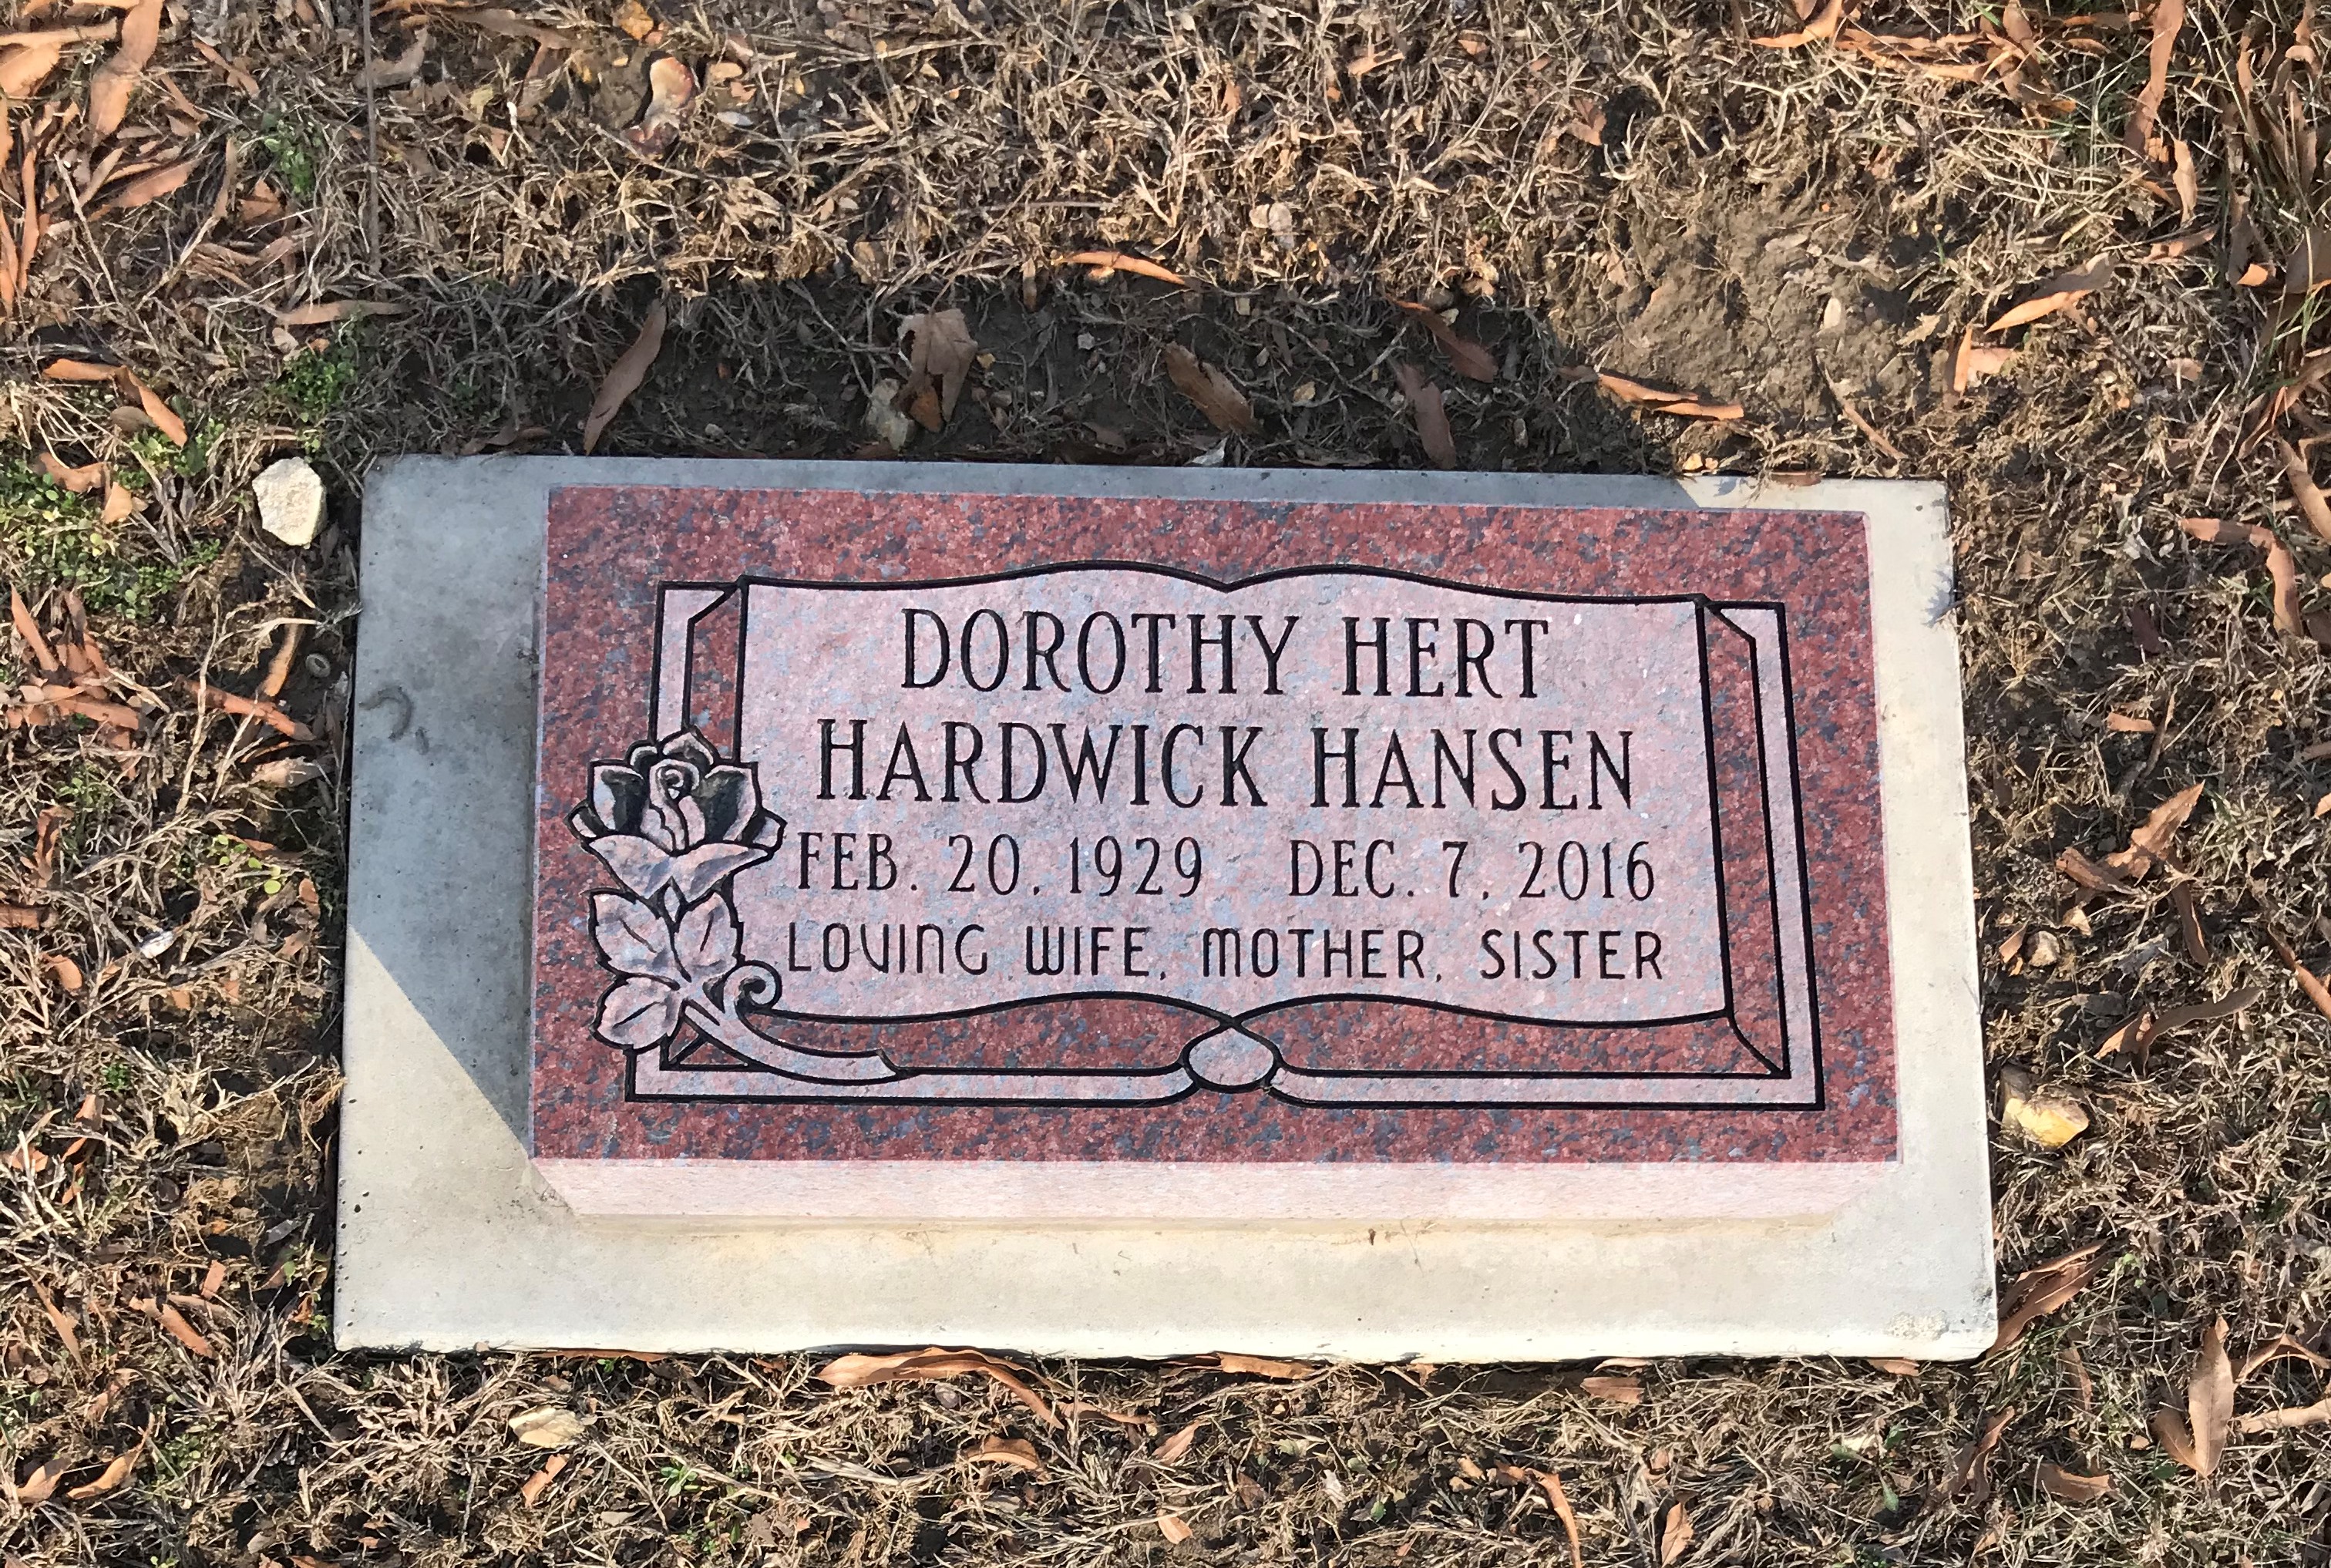 DOROTHY HERT
HARDWICK HANSEN
FEB. 20, 1929 DEC. 7, 2016
LOVING WIFE, MOTHER, SISTER